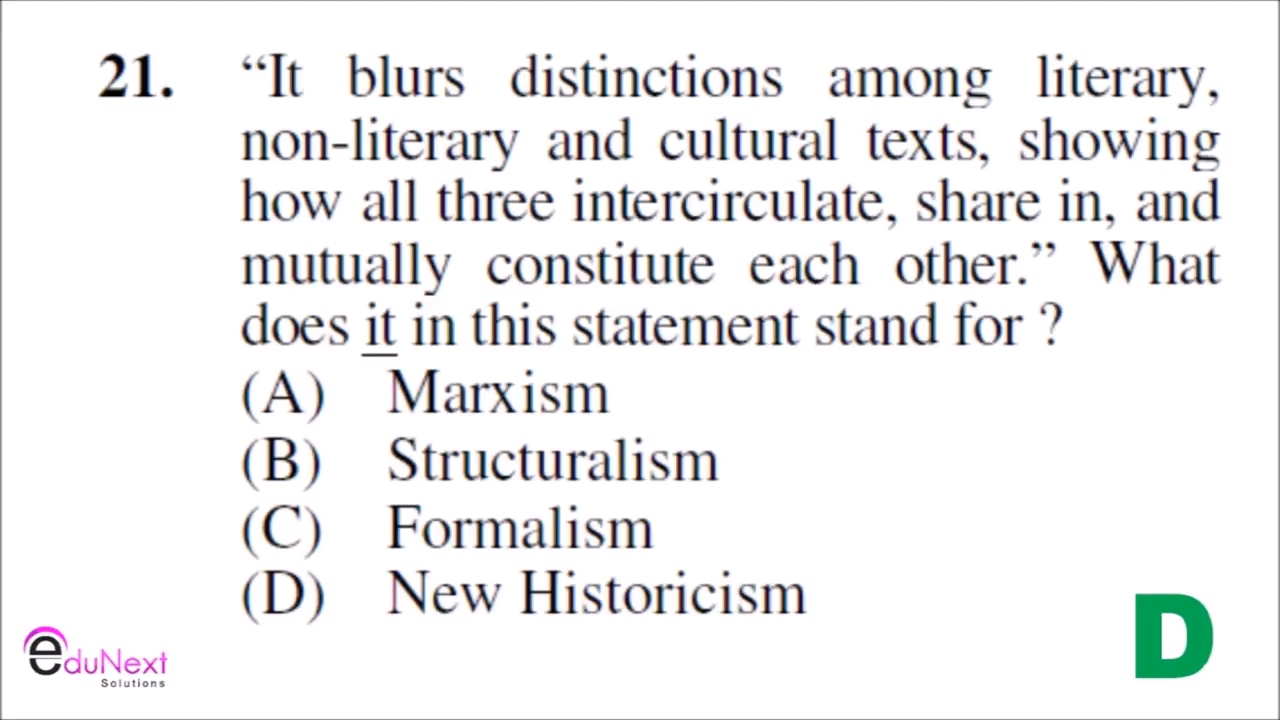 21. “It blurs distinctions among literary,
non-literary and cultural texts, showing
how all three intercirculate, share in, and
mutually constitute each other.” What
does it in this statement stand for ?
(A) Marxism
(B) Structuralism
(C) Formalism
(D) New Historicism
D
eduNext
Solutions